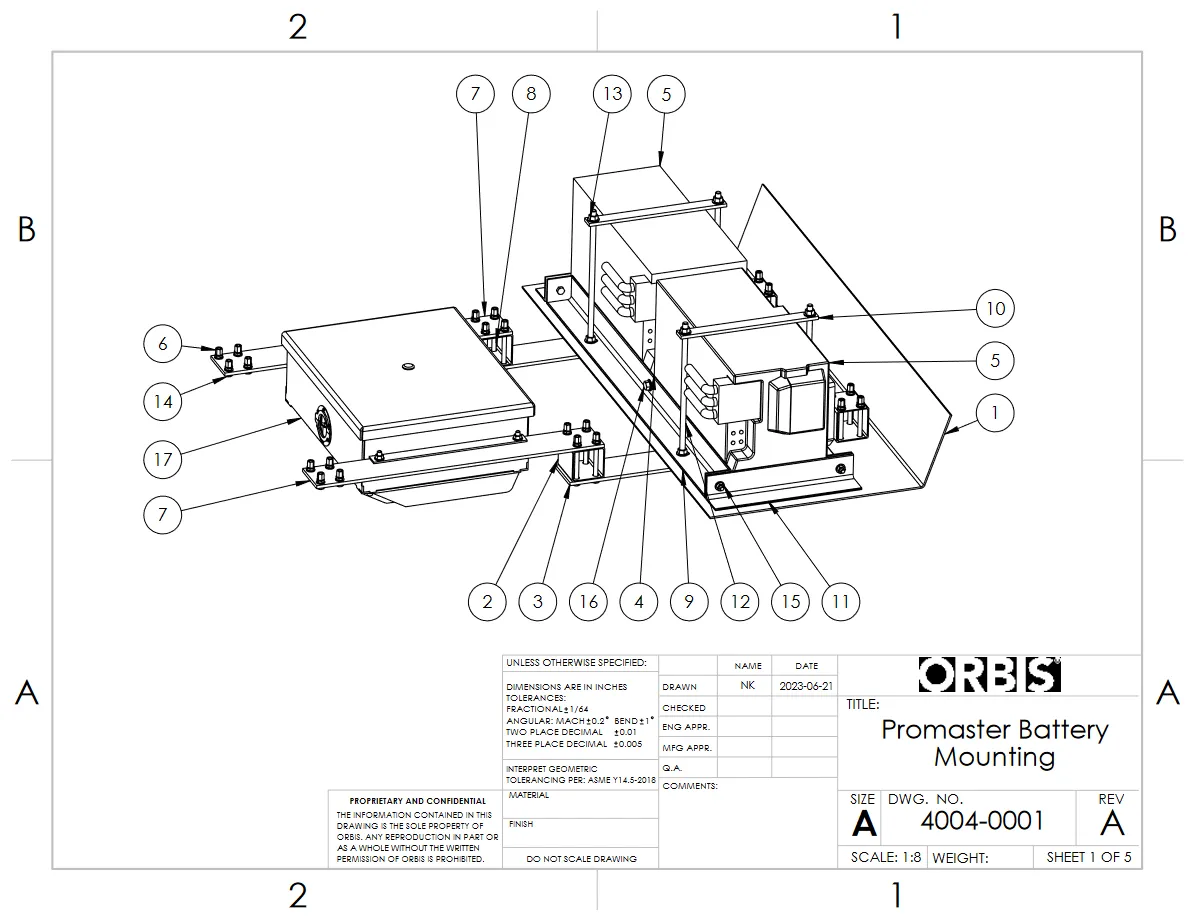 2
1
7
8
13
5
B
B
10
6
5
14
1
17
7
2
3
16
4
9
12
15
11
A
A
UNLESS OTHERWISE SPECIFIED:
DIMENSIONS ARE IN INCHES
TOLERANCES:
FRACTIONAL±1/64
ANGULAR: MACH±0.2° BEND±1°
TWO PLACE DECIMAL ±0.01
THREE PLACE DECIMAL ±0.005
INTERPRET GEOMETRIC
TOLERANCING PER: ASME Y14.5-2018
MATERIAL
FINISH
DO NOT SCALE DRAWING
NAME
DATE
DRAWN
NK
2023-06-21
CHECKED
ENG APPR.
MFG APPR.
Q.A.
COMMENTS:
ORBIS®
TITLE:
Promaster Battery
Mounting
SIZE
A
DWG. NO.
4004-0001
REV
A
SCALE: 1:8
WEIGHT:
SHEET 1 OF 5
PROPRIETARY AND CONFIDENTIAL
THE INFORMATION CONTAINED IN THIS
DRAWING IS THE SOLE PROPERTY OF
ORBIS. ANY REPRODUCTION IN PART OR
AS A WHOLE WITHOUT THE WRITTEN
PERMISSION OF ORBIS IS PROHIBITED.
2
1